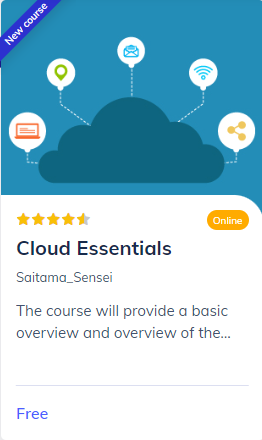 New course
Online
Cloud Essentials
Saitama_Sensei
The course will provide a basic
overview and overview of the...
Free